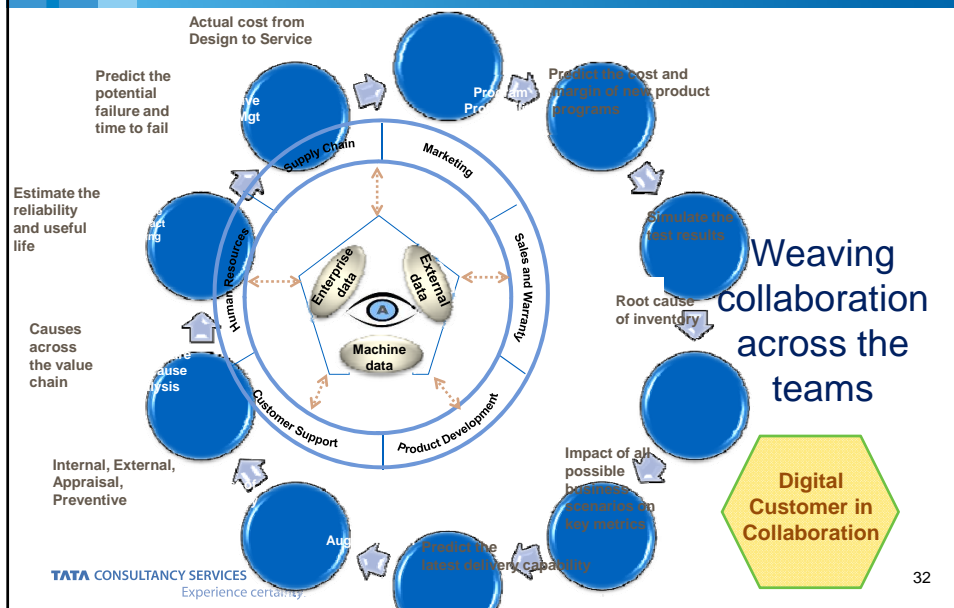 Actual cost from
Design to Service
Predict the
potential
failure and
time to fail
Predict the cost and
margin of new product
programs
Program
Mgt
Supply Chain
Marketing
Estimate the
reliability
and useful
life
Simulate the
last results
Human Resources
Sales and Warranty
Enterprise
data
External
data
A
Machine
data
Weaving
collaboration
across the
teams
Root cause
of inventory
Causes
across
the value
chain
Customer Support
Product Development
Internal, External,
Appraisal,
Preventive
Impact of all
possible
business
scenarios on
key metrics
Digital
Customer in
Collaboration
Aug
Predict the
latest delivery capability
TATA CONSULTANCY SERVICES
Experience certainty.
32